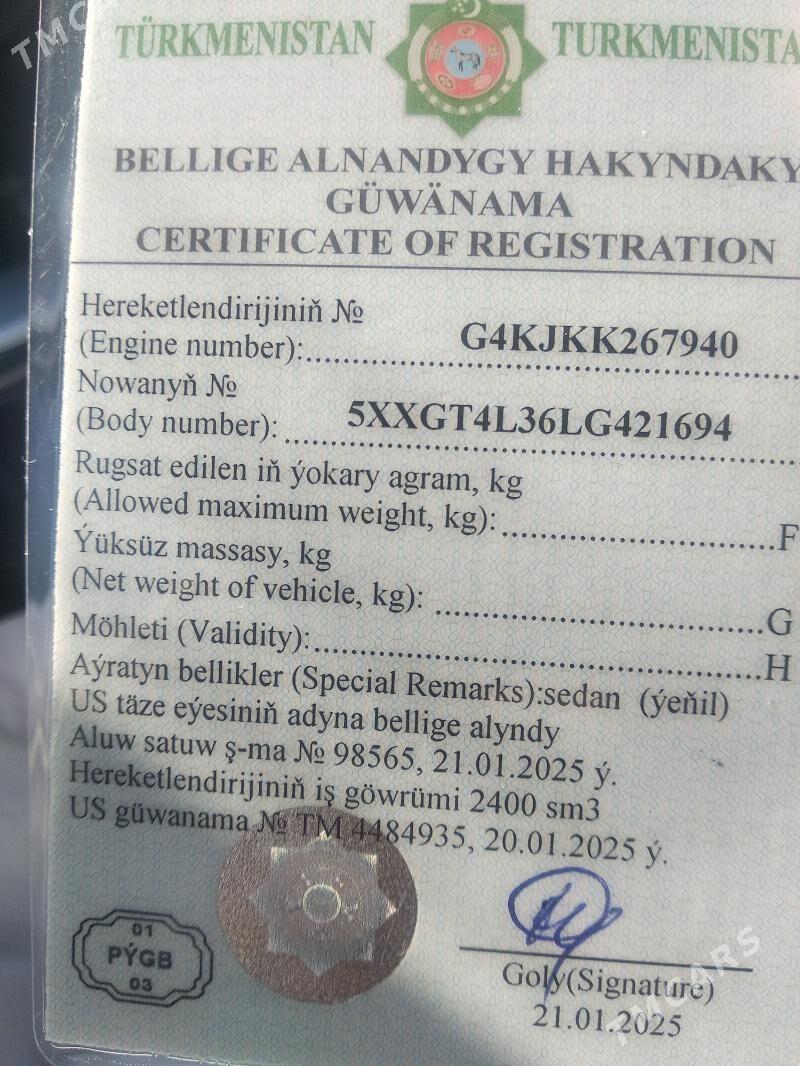 TMCARS
TÜRKMENISTAN TURKMENISTA
BELLIGE ALNANDYGY HAKYNDAKY
GÜWÄNAMA
CERTIFICATE OF REGISTRATION
Hereketlendirijiniň №
(Engine number):..... G4KJKK267940
Nowanyň №
(Body number): ..... 5XXGT4L36LG421694
Rugsat edilen iň ýokary agram, kg
(Allowed maximum weight, kg):.....F
Ýüksüz massasy, kg
(Net weight of vehicle, kg): .....G
Möhleti (Validity):.....H
Aýratyn bellikler (Special Remarks):sedan (ýeňil)
US täze eýesiniň adyna bellige alyndy
Aluw satuw ş-ma № 98565, 21.01.2025 ý.
Hereketlendirijiniň iş göwrümi 2400 sm3
US güwanama № TM 4484935, 20.01.2025 ý.
01
PÝGB
03
Goly(Signature)
21.01.2025
TMCARS